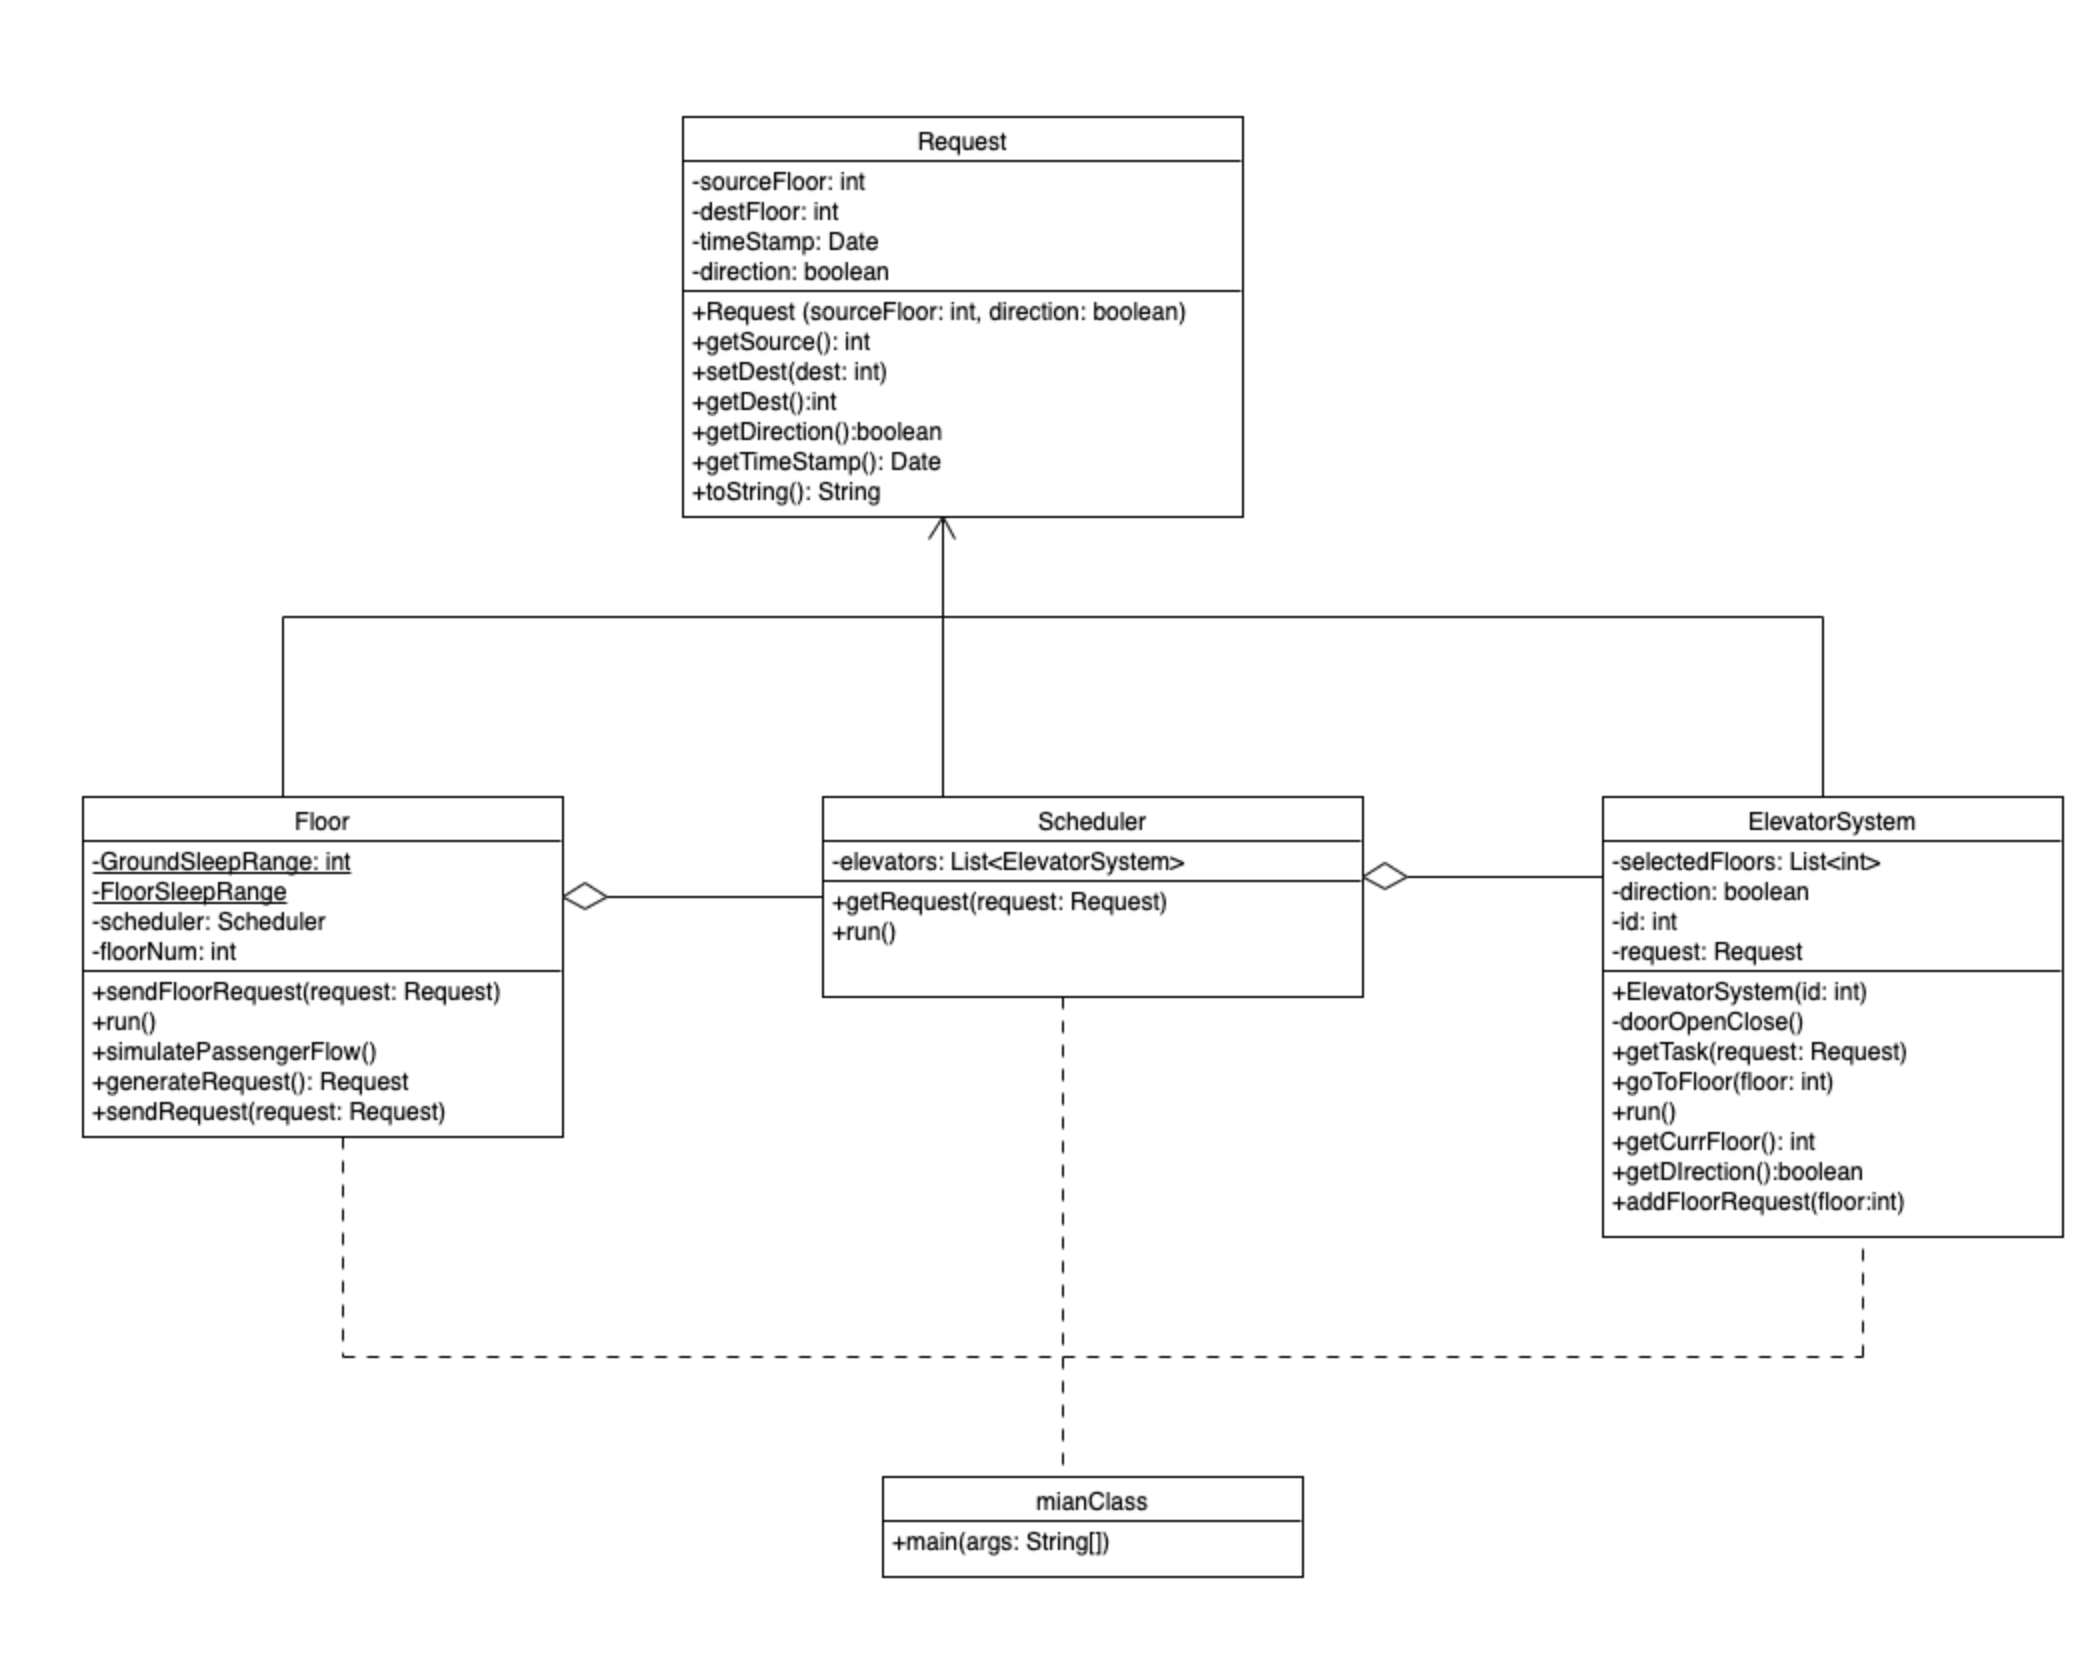 Request
-sourceFloor: int
-destFloor: int
-timeStamp: Date
-direction: boolean
+Request (sourceFloor: int, direction: boolean)
+getSource(): int
+setDest(dest: int)
+getDest():int
+getDirection():boolean
+getTimeStamp(): Date
+toString(): String
Floor
-GroundSleepRange: int
-FloorSleepRange
-scheduler: Scheduler
-floorNum: int
+sendFloorRequest(request: Request)
+run()
+simulatePassengerFlow()
+generateRequest(): Request
+sendRequest(request: Request)
Scheduler
-elevators: List<ElevatorSystem>
+getRequest(request: Request)
+run()
ElevatorSystem
-selectedFloors: List<int>
-direction: boolean
-id: int
-request: Request
+ElevatorSystem(id: int)
-doorOpenClose()
+getTask(request: Request)
+goToFloor(floor: int)
+run()
+getCurrFloor(): int
+getDIrection():boolean
+addFloorRequest(floor:int)
mianClass
+main(args: String[])